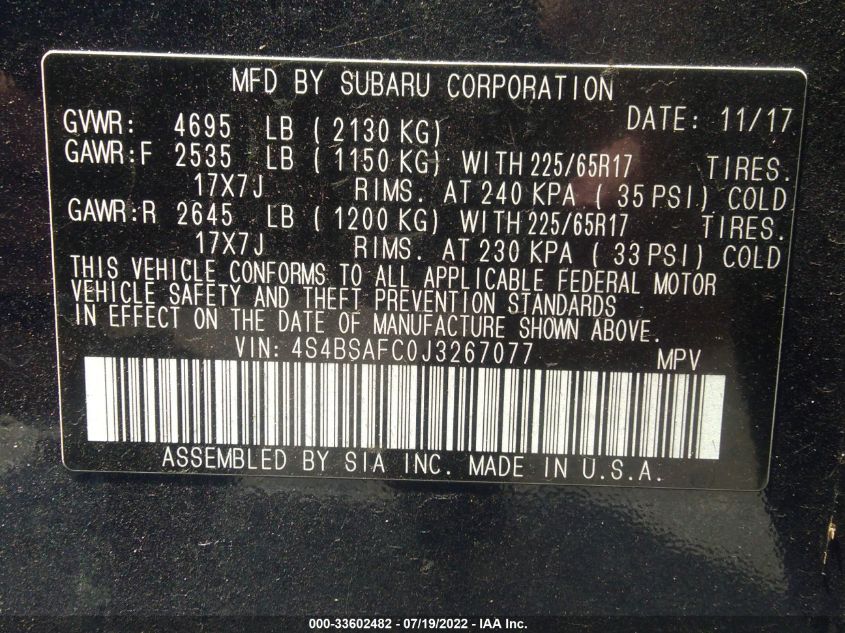 MFD BY SUBARU CORPORATION
GVWR: 4695 LB ( 2130 KG) DATE: 11/17
GAWR:F 2535 LB ( 1150 KG) WITH 225/65R17 TIRES.
17X7J RIMS. AT 240 KPA ( 35 PSI) COLD
GAWR:R 2645 LB ( 1200 KG) WITH 225/65R17 TIRES.
17X7J RIMS. AT 230 KPA ( 33 PSI) COLD
THIS VEHICLE CONFORMS TO ALL APPLICABLE FEDERAL MOTOR
VEHICLE SAFETY AND THEFT PREVENTION STANDARDS
IN EFFECT ON THE DATE OF MANUFACTURE SHOWN ABOVE.
VIN: 4S4BSAFC0J3267077 MPV
ASSEMBLED BY SIA INC. MADE IN U.S.A.
000-33602482 - 07/19/2022 - IAA Inc.